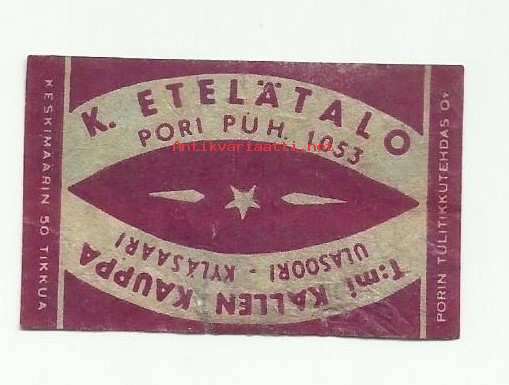 K. ETELÄTALO
PORI PUH. 1053
Antikvariaatti.net
T:mi KALLEN KAUPPA
ULASOORI - KYLÄSAARI
KESKIMÄÄRIN 50 TIKKUA
PORIN TULITIKKUTEHDAS OY